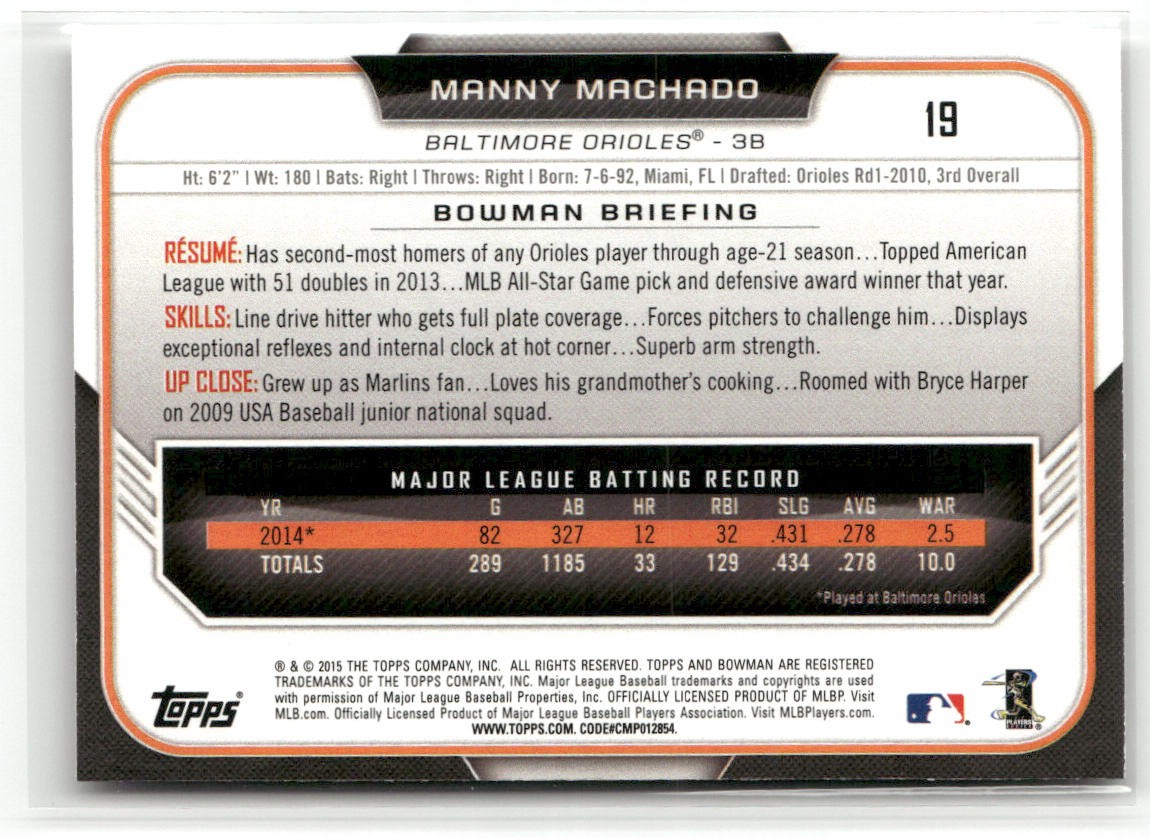 MANNY MACHADO
19
BALTIMORE ORIOLES® - 3B
Ht: 6'2" | Wt: 180 | Bats: Right | Throws: Right | Born: 7-6-92, Miami, FL | Drafted: Orioles Rd1-2010, 3rd Overall
BOWMAN BRIEFING
RÉSUMÉ: Has second-most homers of any Orioles player through age-21 season...Topped American
League with 51 doubles in 2013...MLB All-Star Game pick and defensive award winner that year.
SKILLS: Line drive hitter who gets full plate coverage...Forces pitchers to challenge him...Displays
exceptional reflexes and internal clock at hot corner...Superb arm strength.
UP CLOSE: Grew up as Marlins fan...Loves his grandmother's cooking...Roomed with Bryce Harper
on 2009 USA Baseball junior national squad.
MAJOR LEAGUE BATTING RECORD
YR G AB HR RBI SLG AVG WAR
2014* 82 327 12 32 .431 .278 2.5
TOTALS 289 1185 33 129 .434 .278 10.0
*Played at Baltimore Orioles
® & © 2015 THE TOPPS COMPANY, INC. ALL RIGHTS RESERVED. TOPPS AND BOWMAN ARE REGISTERED
TRADEMARKS OF THE TOPPS COMPANY, INC. Major League Baseball trademarks and copyrights are used
with permission of Major League Baseball Properties, Inc. OFFICIALLY LICENSED PRODUCT OF MLBP. Visit
MLB.com. Officially Licensed Product of Major League Baseball Players Association. Visit MLBPlayers.com.
WWW.TOPPS.COM. CODE#CMP012854.
Topps®
PLAYERS
CHOICE ®